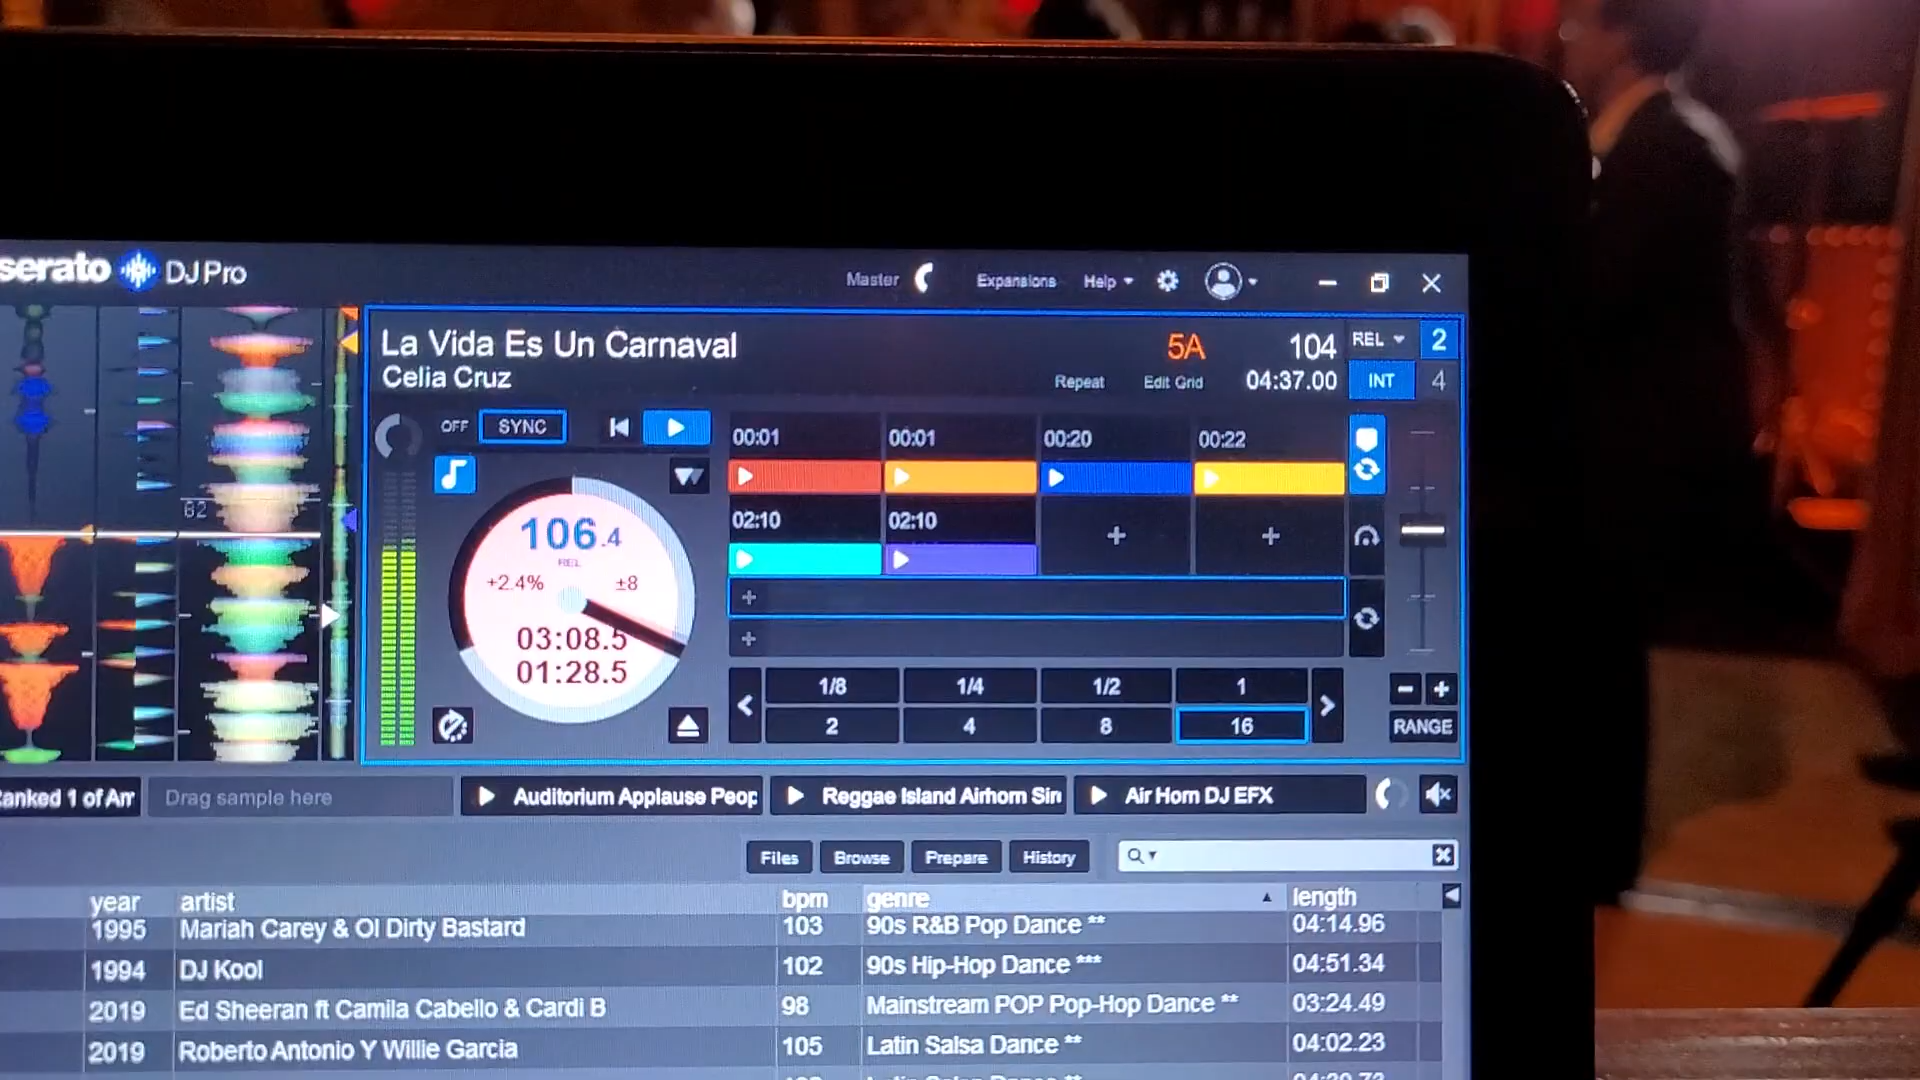 serato DJ Pro
Master Expansions Help
La Vida Es Un Carnaval 5A 104 REL 2
Celia Cruz Repeat Edit Grid 04:37.00 INT 4
OFF SYNC
00:01 00:01 00:20 00:22
82
106.4
REL
+2.4% ±8
03:08.5
01:28.5
02:10 02:10
1/8 1/4 1/2 1
2 4 8 16
RANGE
1 of Drag sample here Auditorium Applause Reggae Island Airhorn Air Horn DJ EFX
Files Browse Prepare History
year artist bpm genre length
1995 Mariah Carey & Ol Dirty Bastard 103 90s R&B Pop Dance ** 04:14.96
1994 DJ Kool 102 90s Hip-Hop Dance *** 04:51.34
2019 Ed Sheeran ft Camila Cabello & Cardi B 98 Mainstream POP Pop-Hop Dance ** 03:24.49
2019 Roberto Antonio Y Willie Garcia 105 Latin Salsa Dance ** 04:02.23